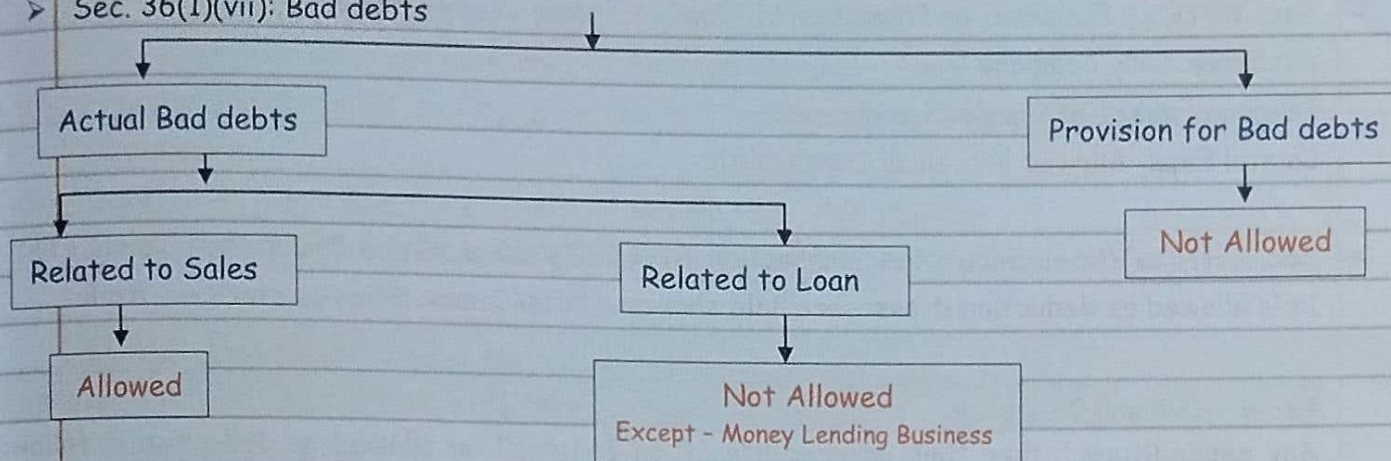 ➤ Sec. 36(1)(vii): Bad debts
Actual Bad debts
Provision for Bad debts
Related to Sales
Related to Loan
Not Allowed
Allowed
Not Allowed
Except - Money Lending Business